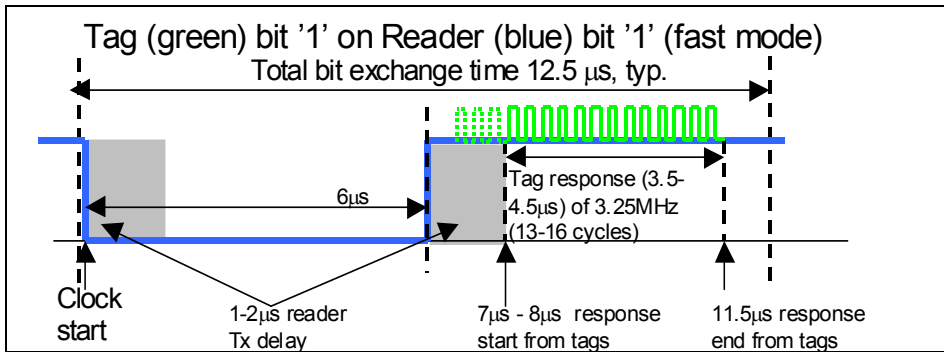 Tag (green) bit '1' on Reader (blue) bit '1' (fast mode)
Total bit exchange time 12.5 μs, typ.
6μs
Tag response (3.5-
4.5μs) of 3.25MHz
(13-16 cycles)
Clock
start
1-2μs reader
Tx delay
7μs - 8μs response
start from tags
11.5μs response
end from tags